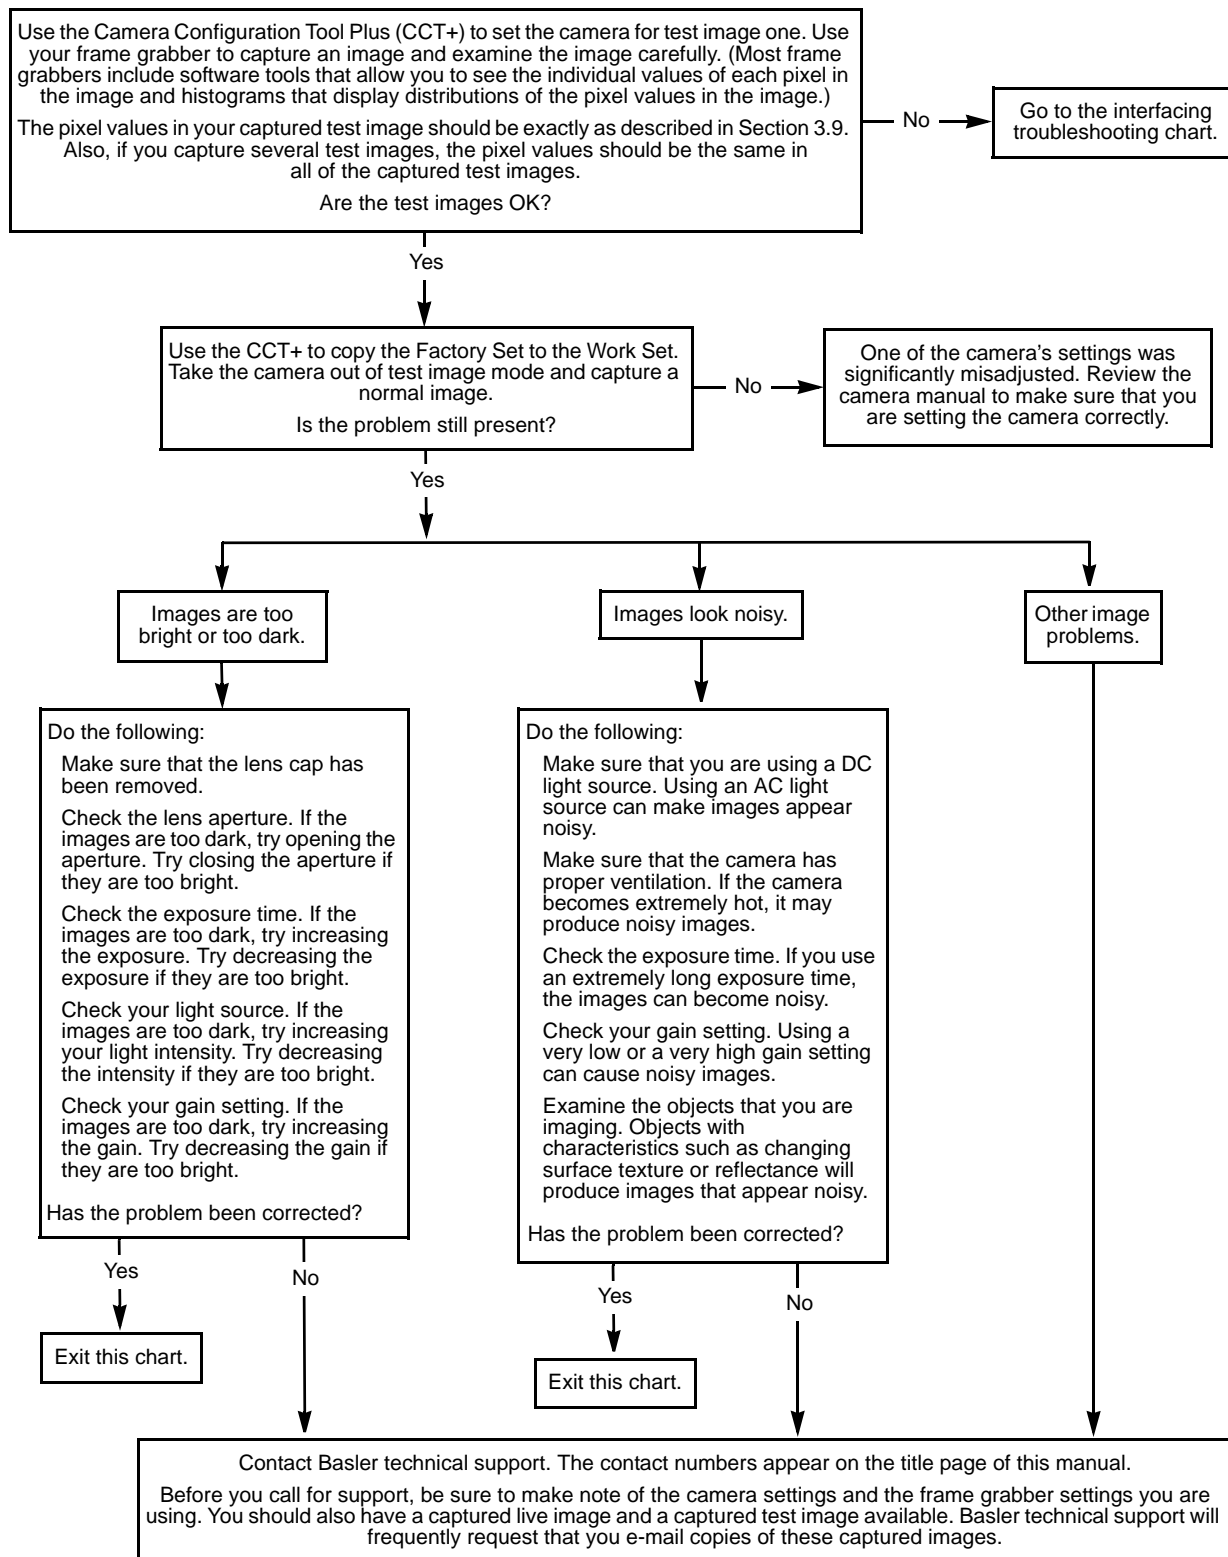 Use the Camera Configuration Tool Plus (CCT+) to set the camera for test image one. Use
your frame grabber to capture an image and examine the image carefully. (Most frame
grabbers include software tools that allow you to see the individual values of each pixel in
the image and histograms that display distributions of the pixel values in the image.)
The pixel values in your captured test image should be exactly as described in Section 3.9.
Also, if you capture several test images, the pixel values should be the same in
all of the captured test images.
Are the test images OK?
No
Go to the interfacing
troubleshooting chart.
Yes
Use the CCT+ to copy the Factory Set to the Work Set.
Take the camera out of test image mode and capture a
normal image.
Is the problem still present?
No
One of the camera's settings was
significantly misadjusted. Review the
camera manual to make sure that you
are setting the camera correctly.
Yes
Images are too
bright or too dark.
Images look noisy.
Other image
problems.
Do the following:
Make sure that the lens cap has
been removed.
Check the lens aperture. If the
images are too dark, try opening the
aperture. Try closing the aperture if
they are too bright.
Check the exposure time. If the
images are too dark, try increasing
the exposure. Try decreasing the
exposure if they are too bright.
Check your light source. If the
images are too dark, try increasing
your light intensity. Try decreasing
the intensity if they are too bright.
Check your gain setting. If the
images are too dark, try increasing
the gain. Try decreasing the gain if
they are too bright.
Has the problem been corrected?
Do the following:
Make sure that you are using a DC
light source. Using an AC light
source can make images appear
noisy.
Make sure that the camera has
proper ventilation. If the camera
becomes extremely hot, it may
produce noisy images.
Check the exposure time. If you use
an extremely long exposure time,
the images can become noisy.
Check your gain setting. Using a
very low or a very high gain setting
can cause noisy images.
Examine the objects that you are
imaging. Objects with
characteristics such as changing
surface texture or reflectance will
produce images that appear noisy.
Has the problem been corrected?
Yes
No
Yes
No
Exit this chart.
Exit this chart.
Contact Basler technical support. The contact numbers appear on the title page of this manual.
Before you call for support, be sure to make note of the camera settings and the frame grabber settings you are
using. You should also have a captured live image and a captured test image available. Basler technical support will
frequently request that you e-mail copies of these captured images.